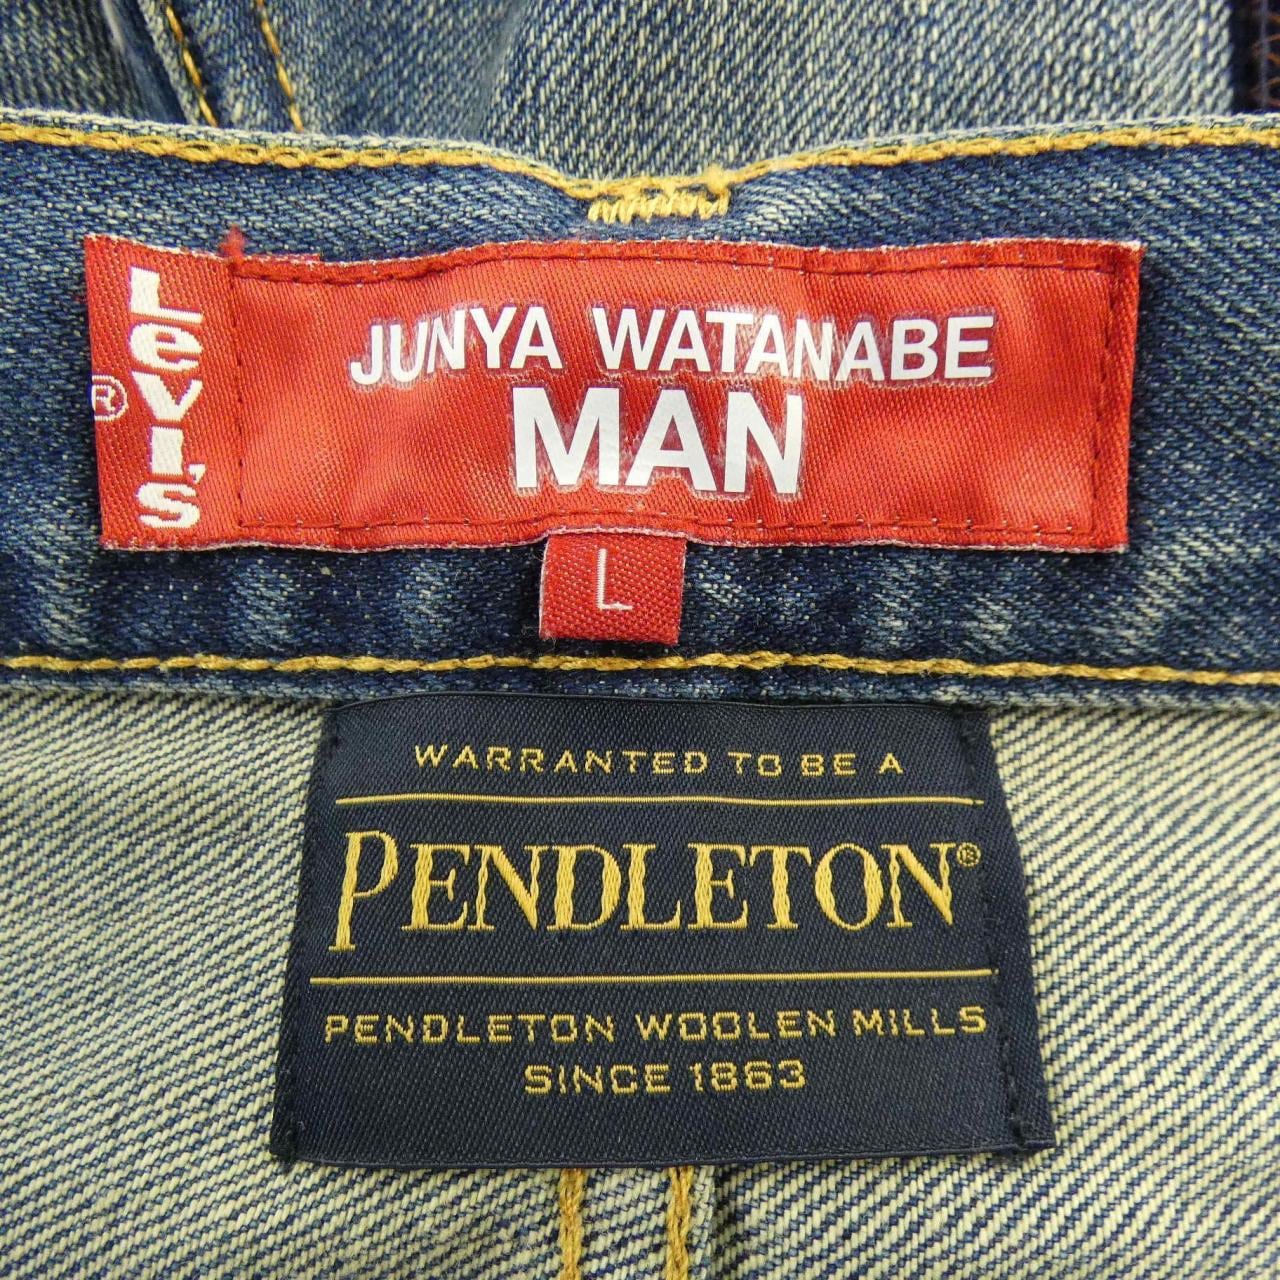 Levi's
®
JUNYA WATANABE
MAN
L
WARRANTED TO BE A
PENDLETON®
PENDLETON WOOLEN MILLS
SINCE 1863